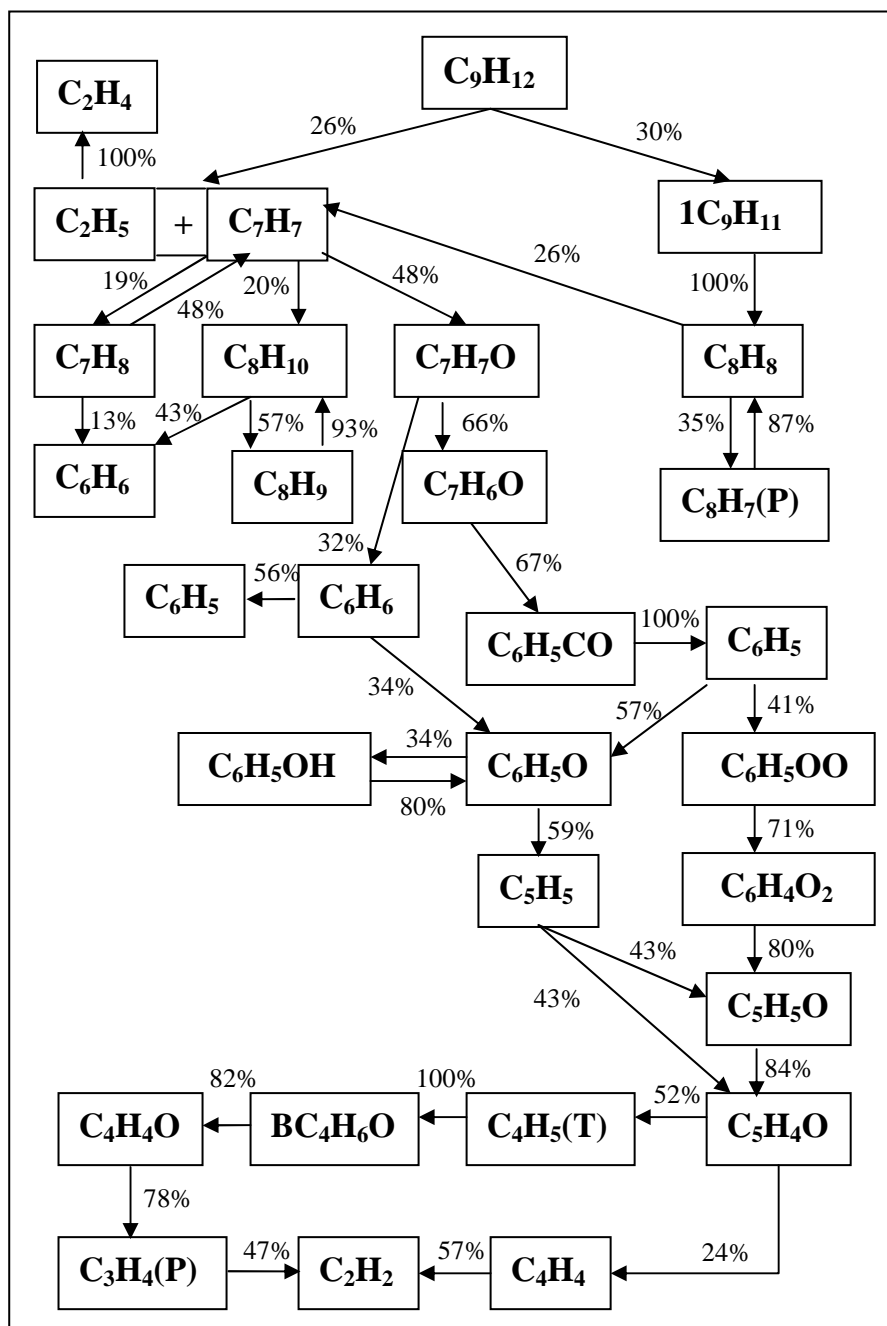 C₉H₁₂
C₂H₄
26%
30%
100%
C₂H₅ + C₇H₇
1C₉H₁₁
26%
19%
48%
20%
48%
100%
C₇H₈
C₈H₁₀
C₇H₇O
C₈H₈
13%
43%
57%
93%
66%
35%
87%
C₆H₆
C₈H₉
C₇H₆O
C₈H₇(P)
32%
67%
56%
C₆H₅
C₆H₆
C₆H₅CO
100%
C₆H₅
34%
57%
41%
C₆H₅OH
34%
80%
C₆H₅O
C₆H₅OO
59%
71%
C₅H₅
C₆H₄O₂
43%
43%
80%
C₅H₅O
84%
82%
100%
52%
C₄H₄O
BC₄H₆O
C₄H₅(T)
C₅H₄O
78%
47%
57%
24%
C₃H₄(P)
C₂H₂
C₄H₄